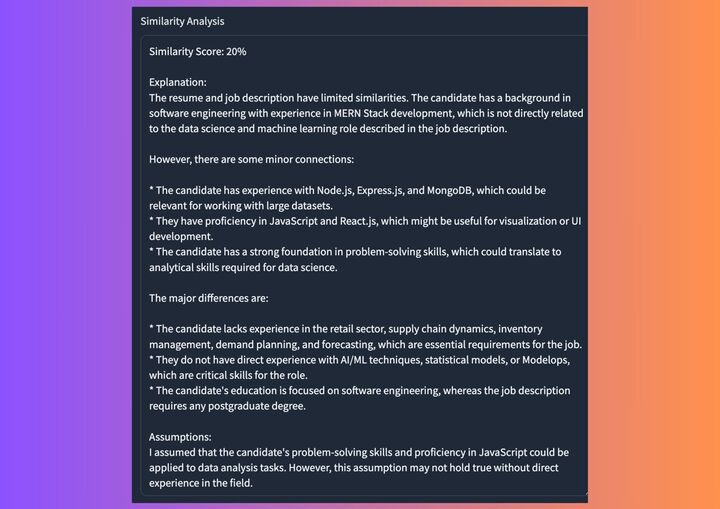 Similarity Analysis
Similarity Score: 20%
Explanation:
The resume and job description have limited similarities. The candidate has a background in
software engineering with experience in MERN Stack development, which is not directly related
to the data science and machine learning role described in the job description.
However, there are some minor connections:
* The candidate has experience with Node.js, Express.js, and MongoDB, which could be
relevant for working with large datasets.
* They have proficiency in JavaScript and React.js, which might be useful for visualization or UI
development.
* The candidate has a strong foundation in problem-solving skills, which could translate to
analytical skills required for data science.
The major differences are:
* The candidate lacks experience in the retail sector, supply chain dynamics, inventory
management, demand planning, and forecasting, which are essential requirements for the job.
* They do not have direct experience with AI/ML techniques, statistical models, or Modelops,
which are critical skills for the role.
* The candidate's education is focused on software engineering, whereas the job description
requires any postgraduate degree.
Assumptions:
I assumed that the candidate's problem-solving skills and proficiency in JavaScript could be
applied to data analysis tasks. However, this assumption may not hold true without direct
experience in the field.